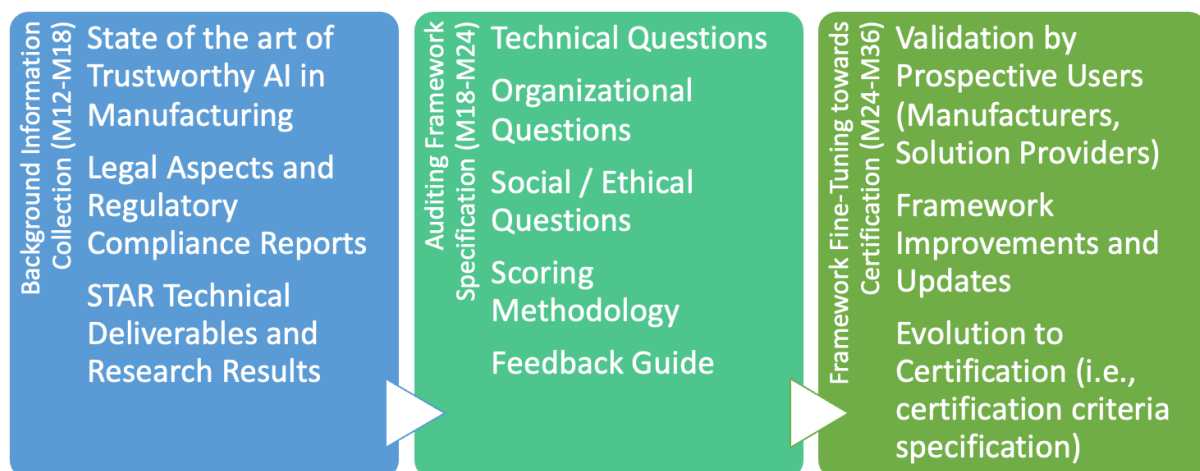 Background Information
Collection (M12-M18)
State of the art of
Trustworthy AI in
Manufacturing
Legal Aspects and
Regulatory
Compliance Reports
STAR Technical
Deliverables and
Research Results
Auditing Framework
Specification (M18-M24)
Technical Questions
Organizational
Questions
Social / Ethical
Questions
Scoring
Methodology
Feedback Guide
Framework Fine-Tuning towards
Certification (M24-M36)
Validation by
Prospective Users
(Manufacturers,
Solution Providers)
Framework
Improvements and
Updates
Evolution to
Certification (i.e.,
certification criteria
specification)